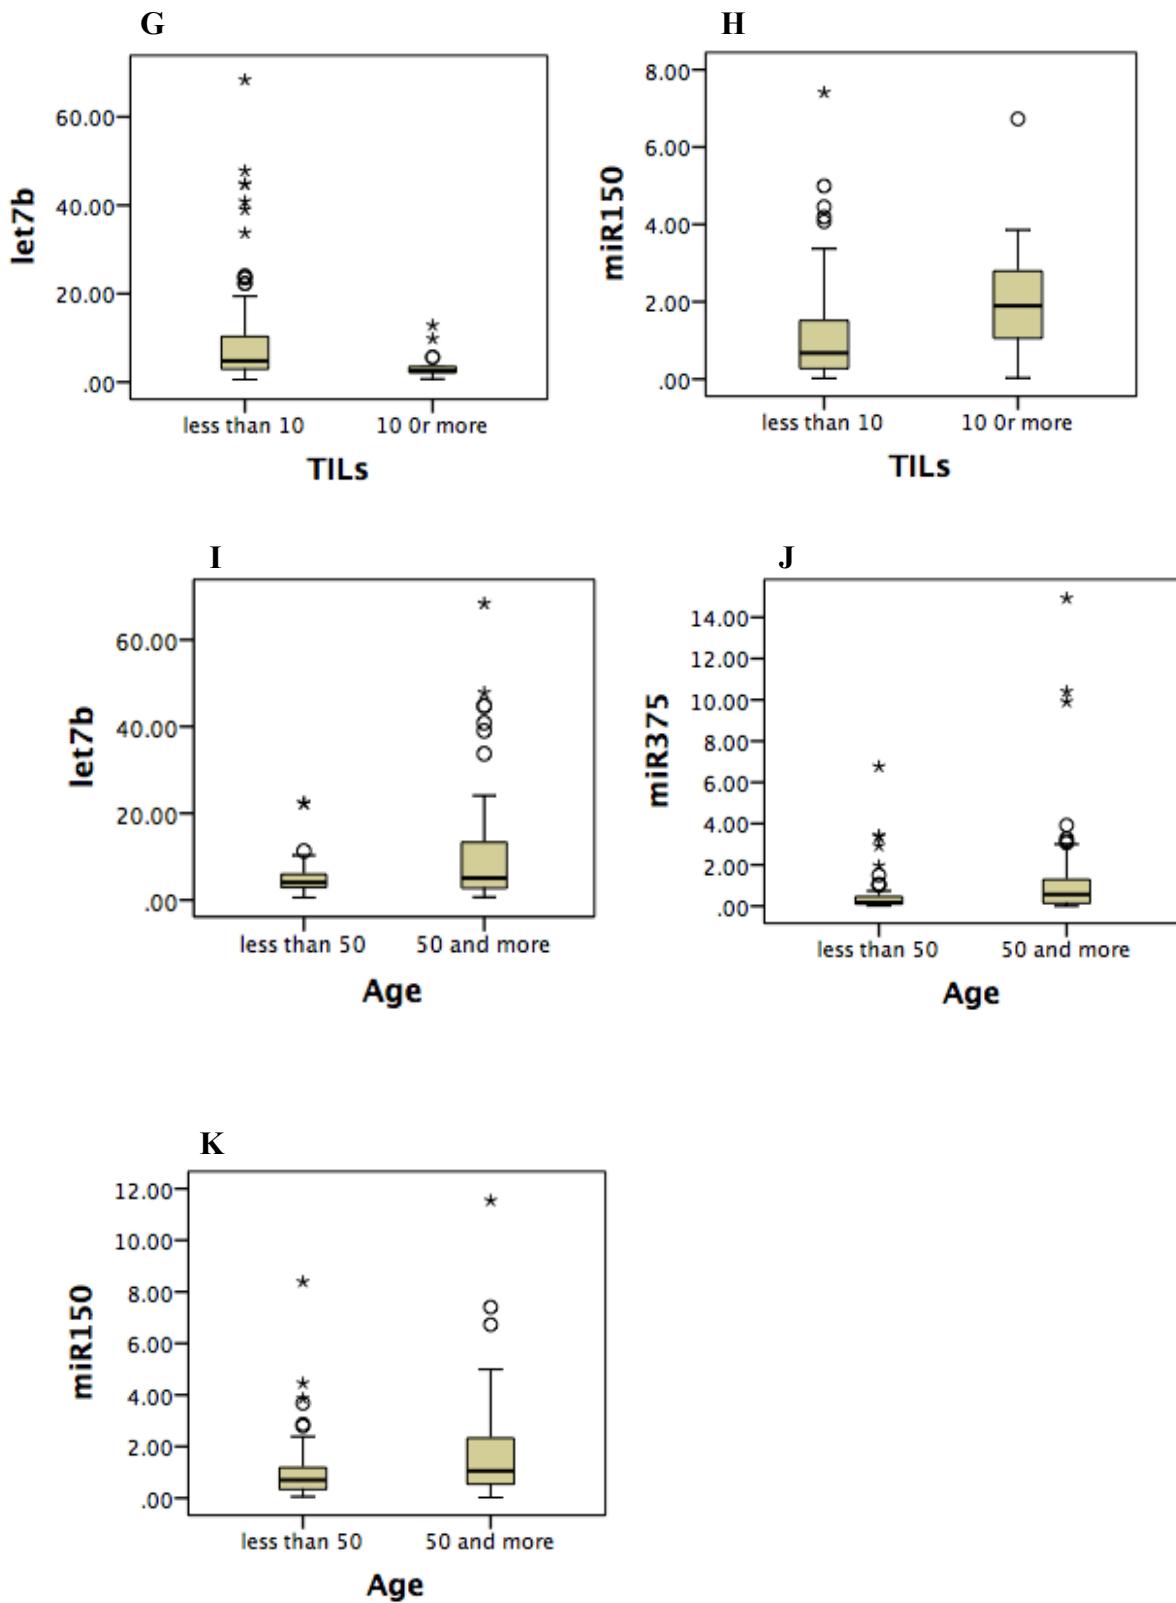 G
H
60.00
40.00
20.00
.00
let7b
less than 10
10 0r more
TILs
8.00
6.00
4.00
2.00
.00
miR150
less than 10
10 0r more
TILs
I
J
60.00
40.00
20.00
.00
let7b
less than 50
50 and more
Age
14.00
12.00
10.00
8.00
6.00
4.00
2.00
.00
miR375
less than 50
50 and more
Age
K
12.00
10.00
8.00
6.00
4.00
2.00
.00
miR150
less than 50
50 and more
Age